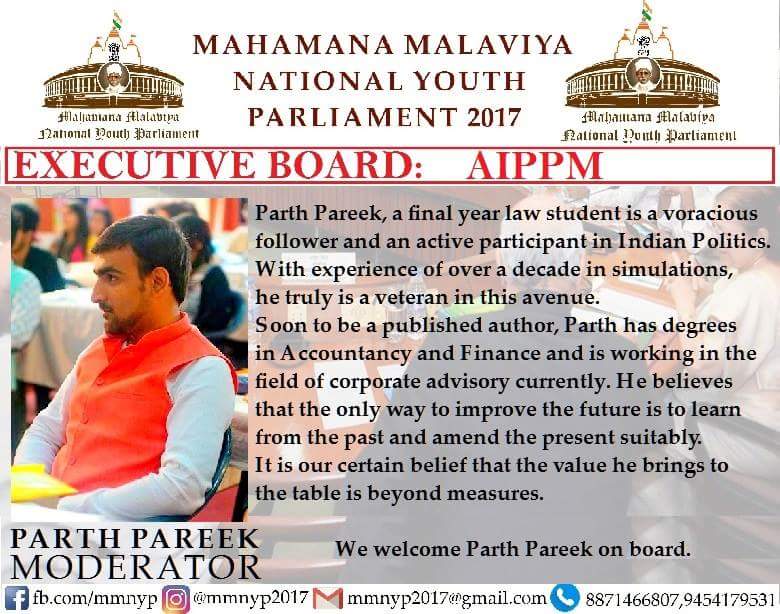 MAHAMANA MALAVIYA
NATIONAL YOUTH
PARLIAMENT 2017
Mahamana Malaviya
National Youth Parliament
Mahamana Malaviya
National Youth Parliament
EXECUTIVE BOARD: AIPPM
Parth Pareek, a final year law student is a voracious
follower and an active participant in Indian Politics.
With experience of over a decade in simulations,
he truly is a veteran in this avenue.
Soon to be a published author, Parth has degrees
in Accountancy and Finance and is working in the
field of corporate advisory currently. He believes
that the only way to improve the future is to learn
from the past and amend the present suitably.
It is our certain belief that the value he brings to
the table is beyond measures.
PARTH PAREEK
MODERATOR
We welcome Parth Pareek on board.
fb.com/mmnyp @mmnyp2017 mmnyp2017@gmail.com 8871466807,9454179531